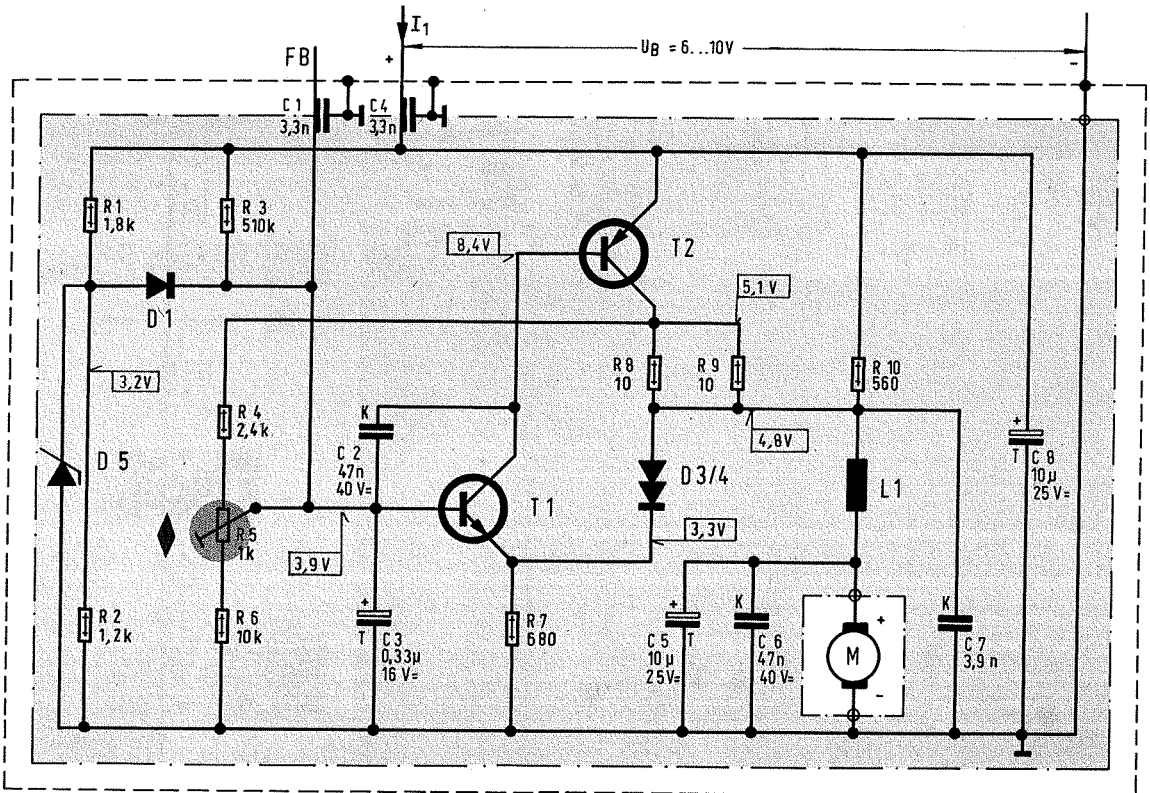 I1
UB = 6...10V
FB
+
-
C1
3,3n
C4
3,3n
R1
1,8k
R3
510k
8,4V
T2
5,1V
D1
3,2V
R8
10
R9
10
R10
560
R4
2,4k
K
C2
47n
40V=
4,8V
+
T
C8
10µ
25V=
D5
T1
D3/4
L1
R5
1k
3,9V
3,3V
R2
1,2k
R6
10k
+
T
C3
0,33µ
16V=
R7
680
+
C5
T
10µ
25V=
K
C6
47n
40V=
+
M
-
K
C7
3,9n